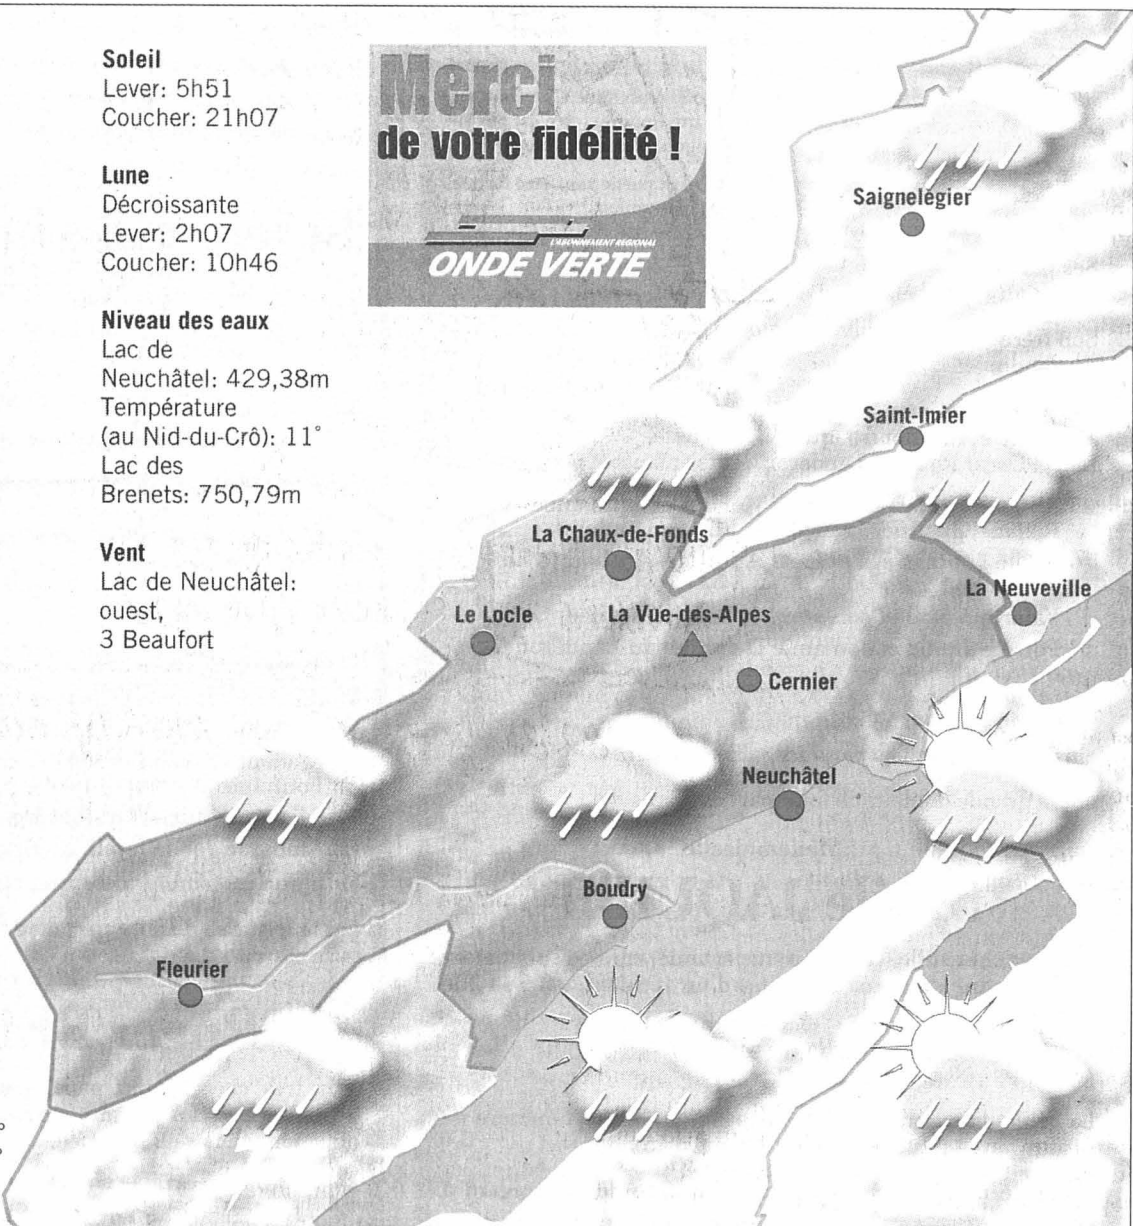 Soleil
Lever: 5h51
Coucher: 21h07
Lune
Décroissante
Lever: 2h07
Coucher: 10h46
Niveau des eaux
Lac de
Neuchâtel: 429,38m
Température
(au Nid-du-Crô): 11°
Lac des
Brenets: 750,79m
Vent
Lac de Neuchâtel:
ouest,
3 Beaufort
Merci
de votre fidélité !
L'ABONNEMENT RÉGIONAL
ONDE VERTE
Saignelégier
Saint-Imier
La Chaux-de-Fonds
La Neuveville
Le Locle
La Vue-des-Alpes
Cernier
Neuchâtel
Boudry
Fleurier